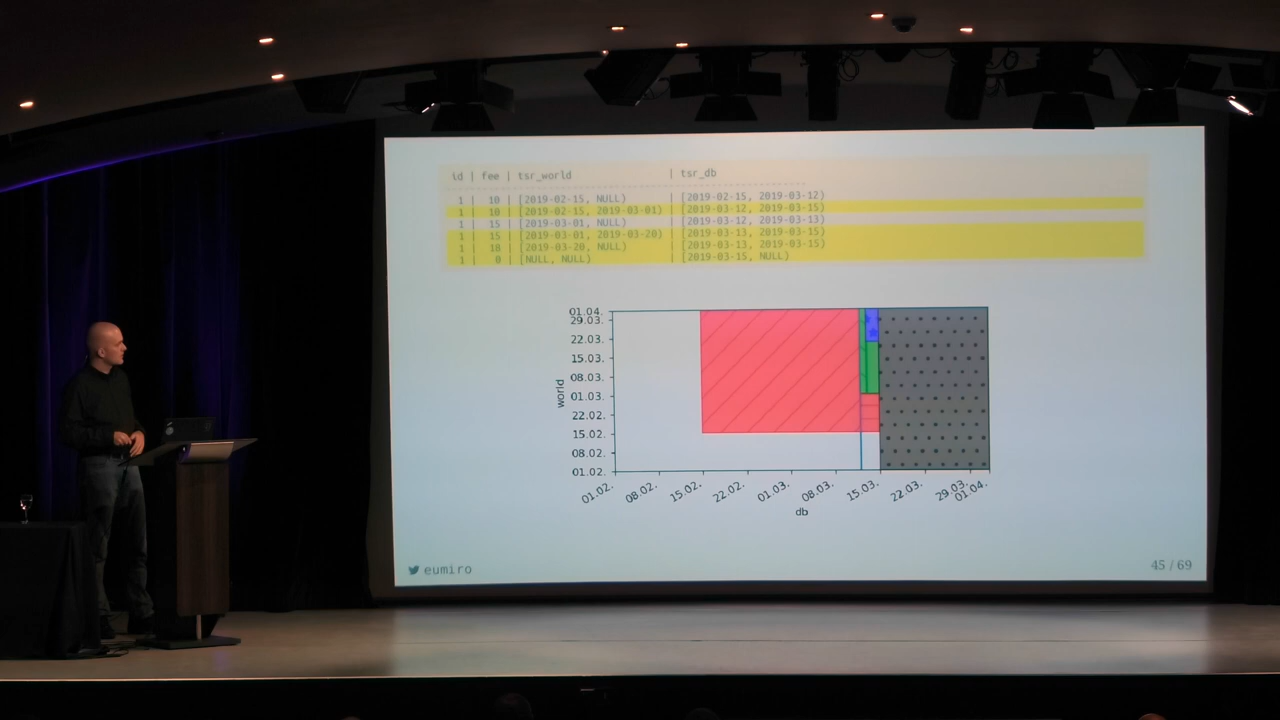 id | fee | tsr_world | tsr_db
1 | 10 | [2019-02-15, NULL) | [2019-02-15, 2019-03-12)
1 | 10 | [2019-02-15, 2019-03-01) | [2019-03-12, 2019-03-15)
1 | 15 | [2019-03-01, NULL) | [2019-03-12, 2019-03-13)
1 | 15 | [2019-03-01, 2019-03-20) | [2019-03-13, 2019-03-15)
1 | 18 | [2019-03-20, NULL) | [2019-03-13, 2019-03-15)
1 | 0 | [NULL, NULL) | [2019-03-15, NULL)
01.04.
29.03.
22.03.
15.03.
08.03.
01.03.
22.02.
15.02.
08.02.
01.02.
world
01.02. 08.02. 15.02. 22.02. 01.03. 08.03. 15.03. 22.03. 29.03. 01.04.
db
eumiro
45 / 69